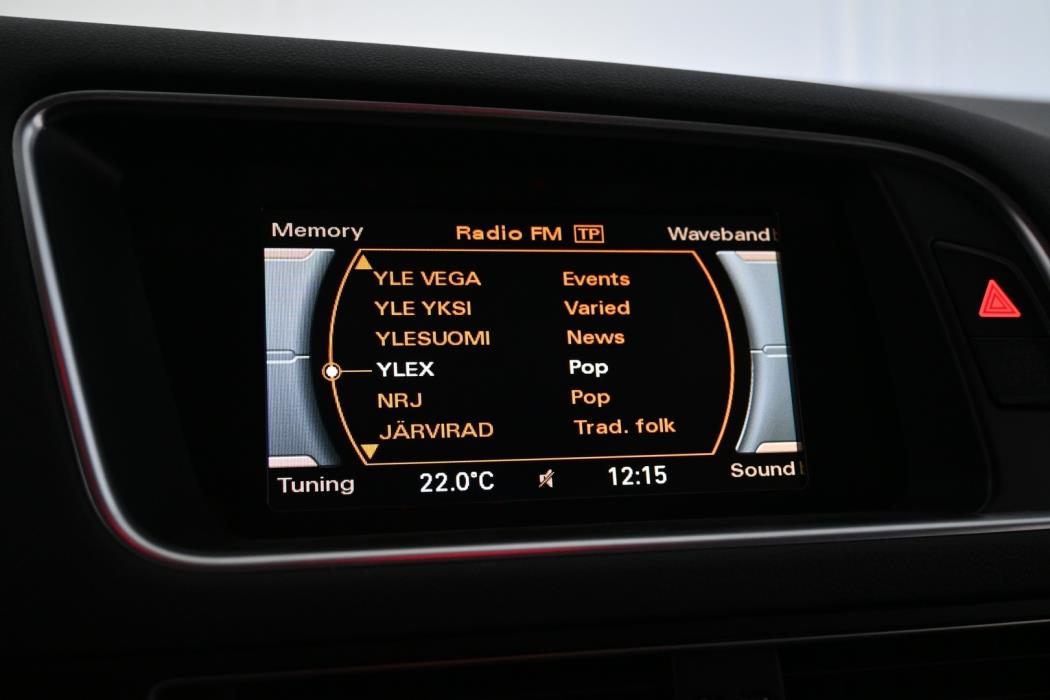 Memory Radio FM TP Waveband
YLE VEGA Events
YLE YKSI Varied
YLESUOMI News
YLEX Pop
NRJ Pop
JÄRVIRAD Trad. folk
Tuning 22.0°C 12:15 Sound